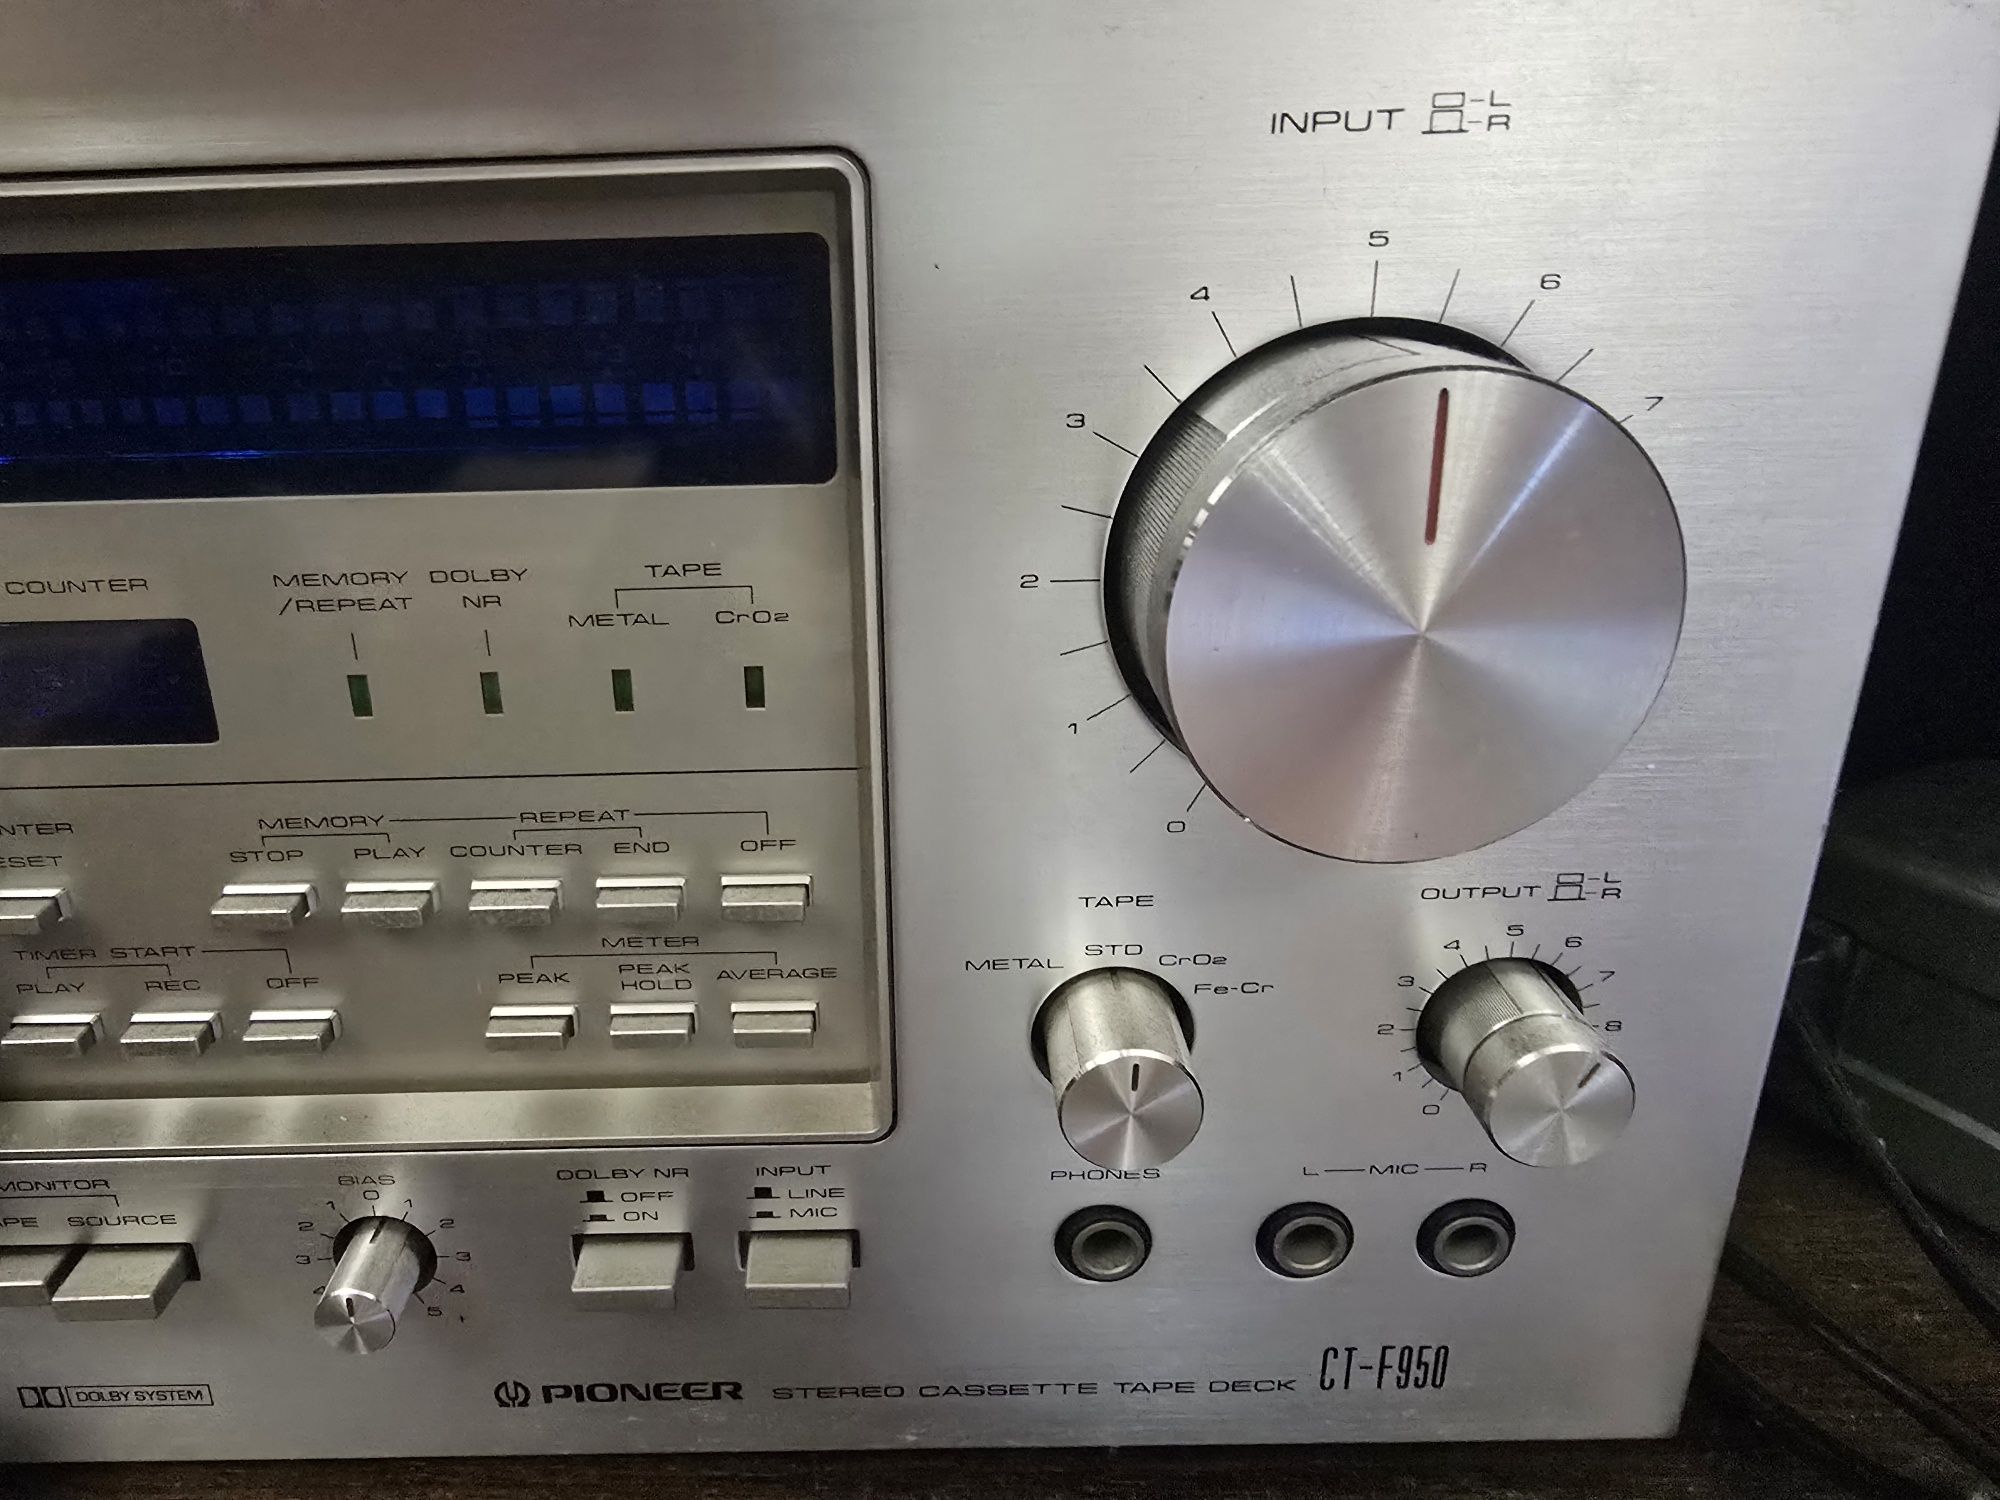 INPUT L
R
5
4 6
3 7
2
1
0
COUNTER
MEMORY
/REPEAT
DOLBY
NR
TAPE
METAL CrO2
MEMORY REPEAT
STOP PLAY COUNTER END OFF
TIMER START
PLAY REC OFF
METER
PEAK PEAK
HOLD AVERAGE
TAPE
METAL STD CrO2
Fe-Cr
OUTPUT L
R
5
4 6
3 7
2 8
1
0
MONITOR
SOURCE
BIAS
0
1 1
2 2
3 3
4 4
5
+
DOLBY NR
OFF
ON
INPUT
LINE
MIC
PHONES
L MIC R
DOLBY SYSTEM
PIONEER STEREO CASSETTE TAPE DECK CT-F950